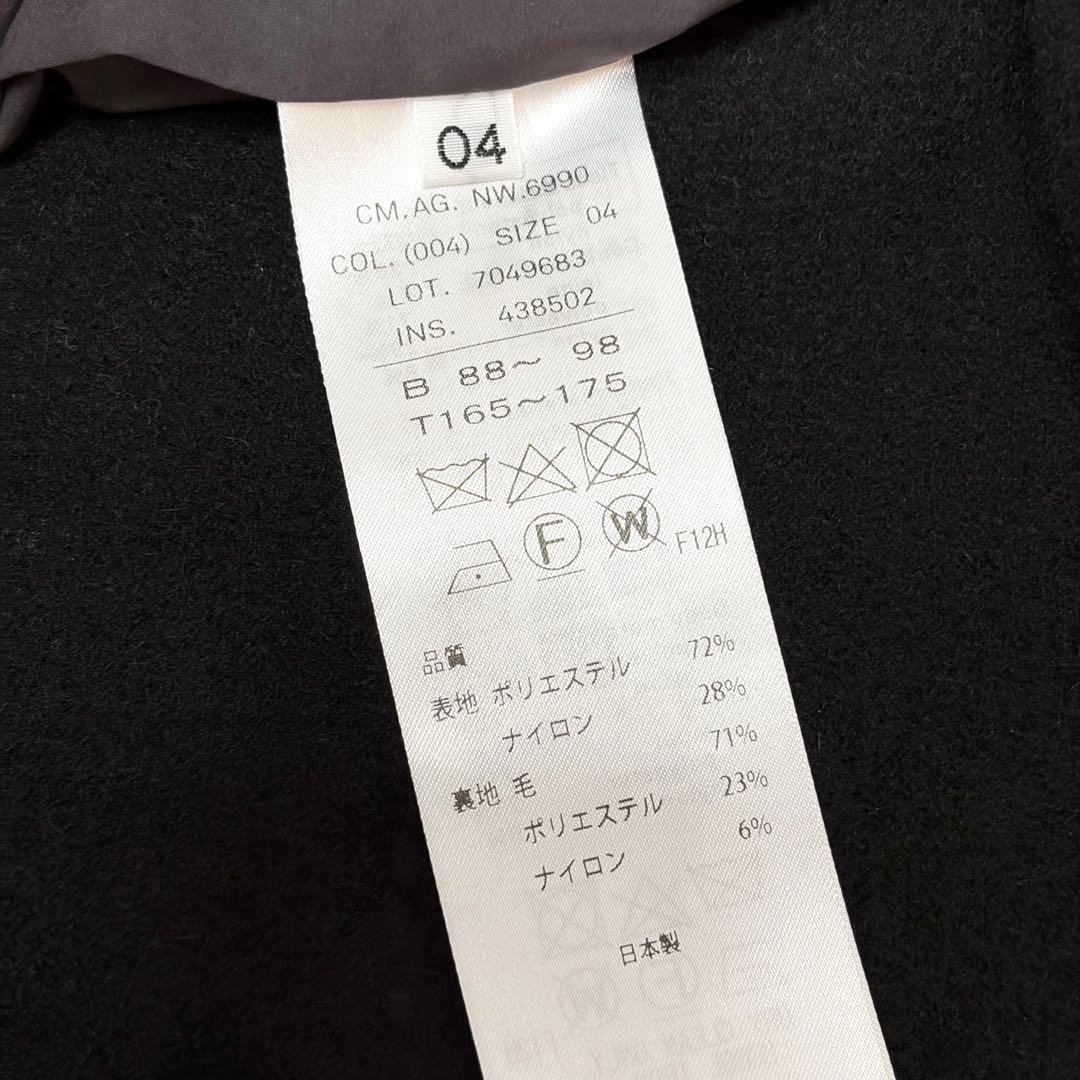 04
CM.AG. NW.6990
COL.(004) SIZE 04
LOT. 7049683
INS. 438502
B 88～ 98
T165～175
F W F12H
品質
表地 ポリエステル 72%
ナイロン 28%
裏地 毛 71%
ポリエステル 23%
ナイロン 6%
日本製